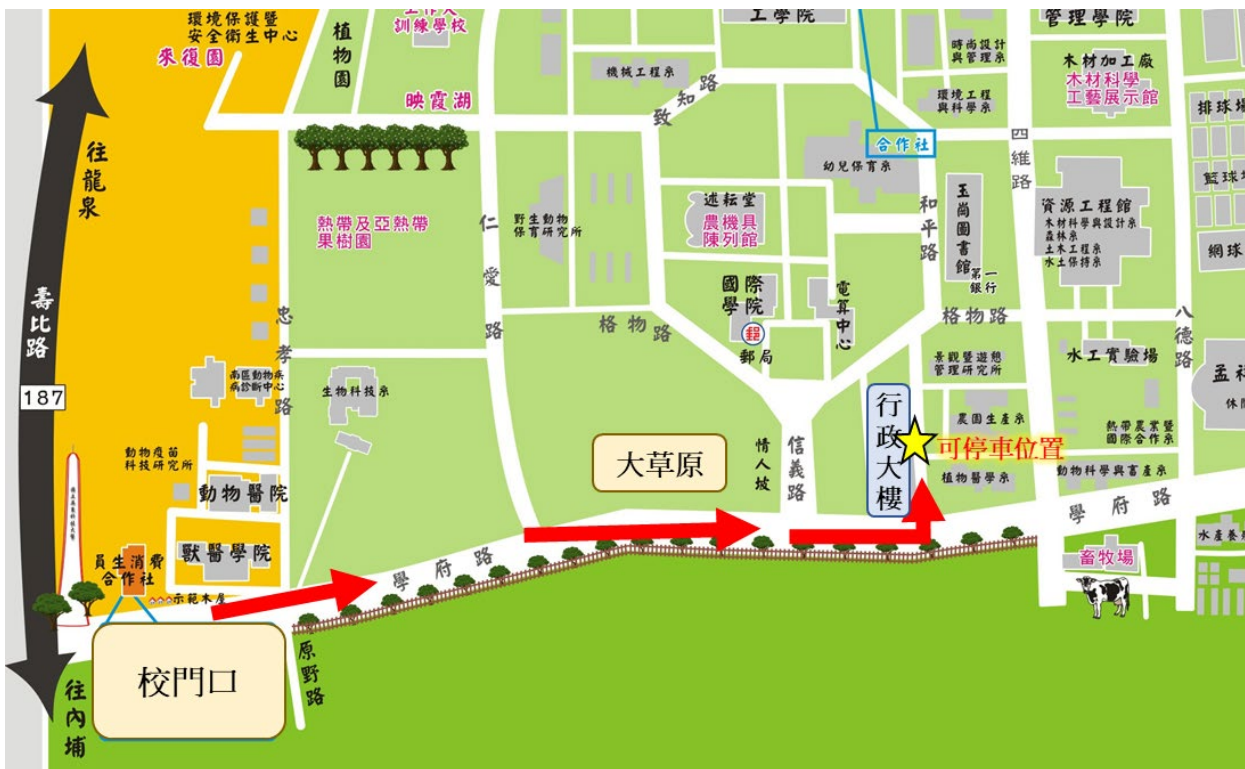 環境保護暨
安全衛生中心
來復園
植物園
訓練學校
映霞湖
機械工程系
工學院
時尚設計
與管理系
環境工程
與科學系
管理學院
木材加工廠
木材科學
工藝展示館
排球場
籃球場
網球
往龍泉
壽比路
187
往內埔
熱帶及亞熱帶
果樹園
仁愛路
野生動物
保育研究所
致知路
述耘堂
農機具
陳列館
合作社
幼兒保育系
和平路
玉崗圖書館
第一
銀行
四維路
資源工程館
木材科學與設計系
森林系
土木工程系
水土保持系
忠孝路
格物路
國際
學院
郵
郵局
電算中心
格物路
八德路
水工實驗場
景觀暨遊憩
管理研究所
南區動物疾
病診斷中心
生物科技系
動物疫苗
科技研究所
動物醫院
獸醫學院
員生消費
合作社
示範木屋
校門口
原野路
學府路
大草原
情人坡
信義路
行政大樓
可停車位置
農園生產系
植物醫學系
熱帶農業暨
國際合作系
動物科學與畜產系
學府路
畜牧場
水產養
孟祥
休閒